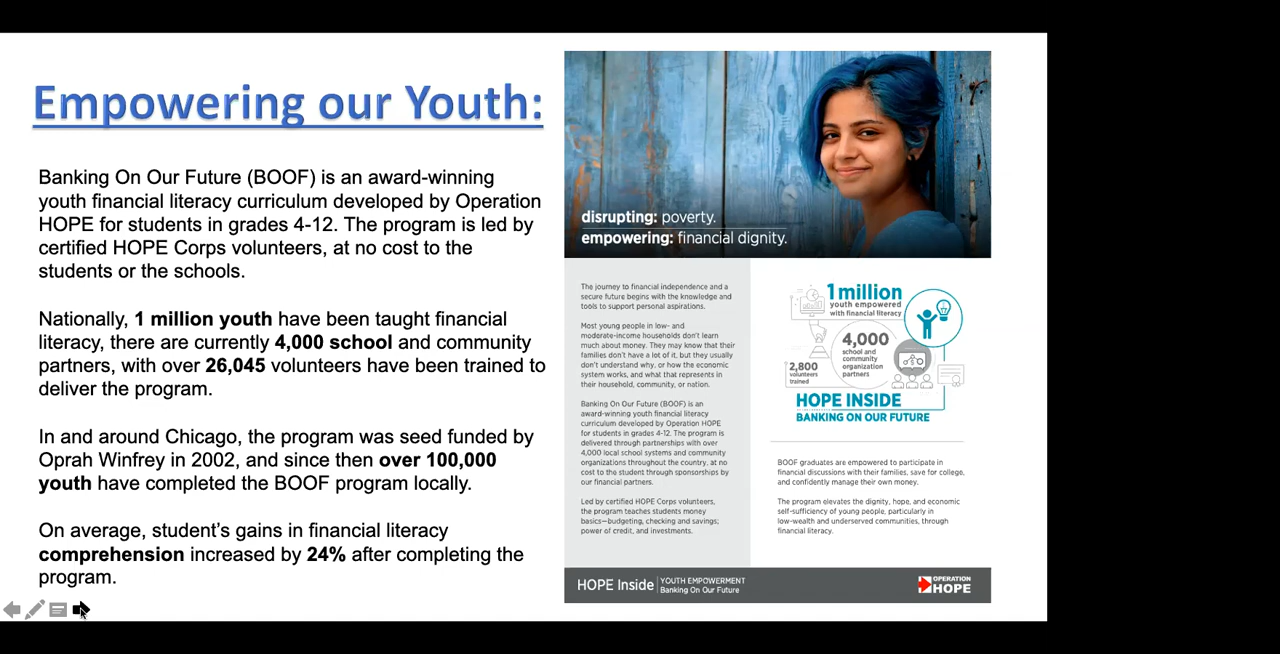 Empowering our Youth:
Banking On Our Future (BOOF) is an award-winning
youth financial literacy curriculum developed by Operation
HOPE for students in grades 4-12. The program is led by
certified HOPE Corps volunteers, at no cost to the
students or the schools.
Nationally, 1 million youth have been taught financial
literacy, there are currently 4,000 school and community
partners, with over 26,045 volunteers have been trained to
deliver the program.
In and around Chicago, the program was seed funded by
Oprah Winfrey in 2002, and since then over 100,000
youth have completed the BOOF program locally.
On average, student's gains in financial literacy
comprehension increased by 24% after completing the
program.
disrupting: poverty.
empowering: financial dignity.
The journey to financial independence and a
secure future begins with the knowledge and
tools to support personal aspirations.
Most young people in low- and
moderate-income households don't learn
much about money. They may know that their
families don't have a lot of it, but they usually
don't understand why, or how the economic
system works, and what that represents in
their household, community, or nation.
Banking On Our Future (BOOF) is an
award-winning youth financial literacy
curriculum developed by Operation HOPE
for students in grades 4-12. The program is
delivered through partnerships with over
4,000 local school systems and community
organizations throughout the country, at no
cost to the student through sponsorships by
our financial partners.
Led by certified HOPE Corps volunteers,
the program teaches students money
basics—budgeting, checking and savings;
power of credit, and investments.
1 million
youth empowered
with financial literacy
4,000
school and
community
organization
partners
2,800
volunteers
trained
HOPE INSIDE
BANKING ON OUR FUTURE
BOOF graduates are empowered to participate in
financial discussions with their families, save for college,
and confidently manage their own money.
The program elevates the dignity, hope, and economic
self-sufficiency of young people, particularly in
low-wealth and underserved communities, through
financial literacy.
HOPE Inside
YOUTH EMPOWERMENT
Banking On Our Future
OPERATION
HOPE